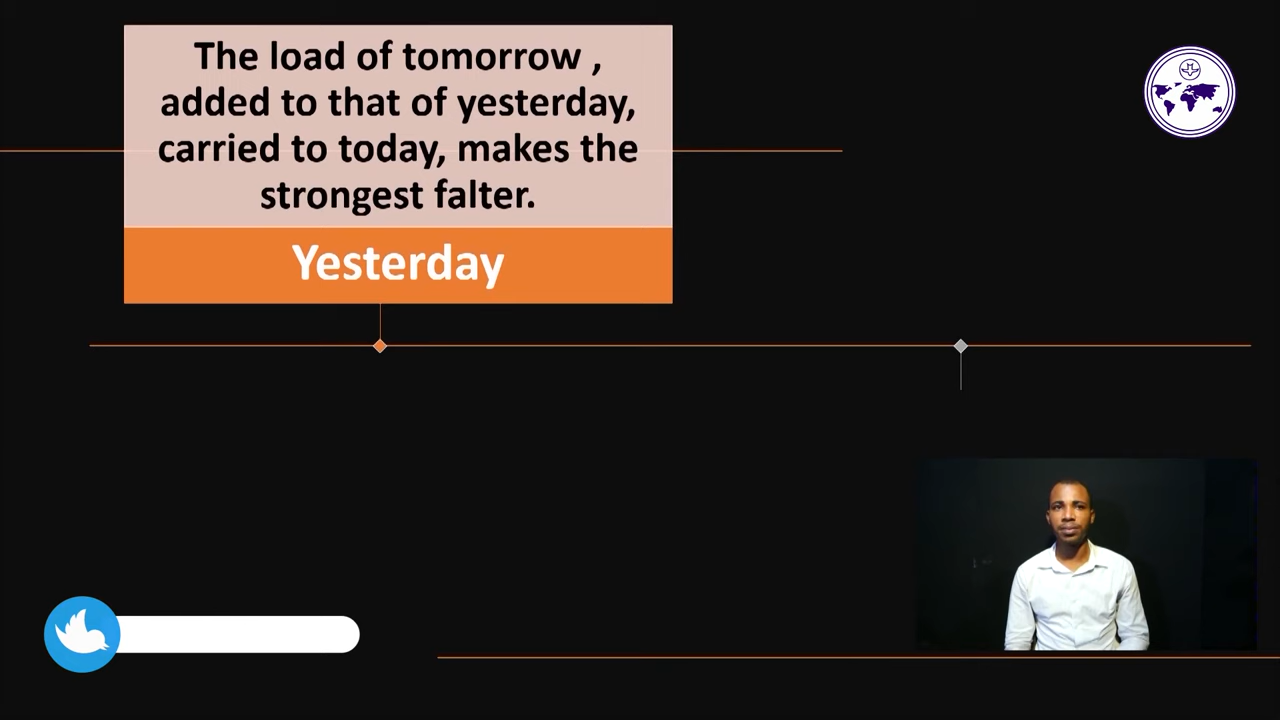 The load of tomorrow ,
added to that of yesterday,
carried to today, makes the
strongest falter.
Yesterday